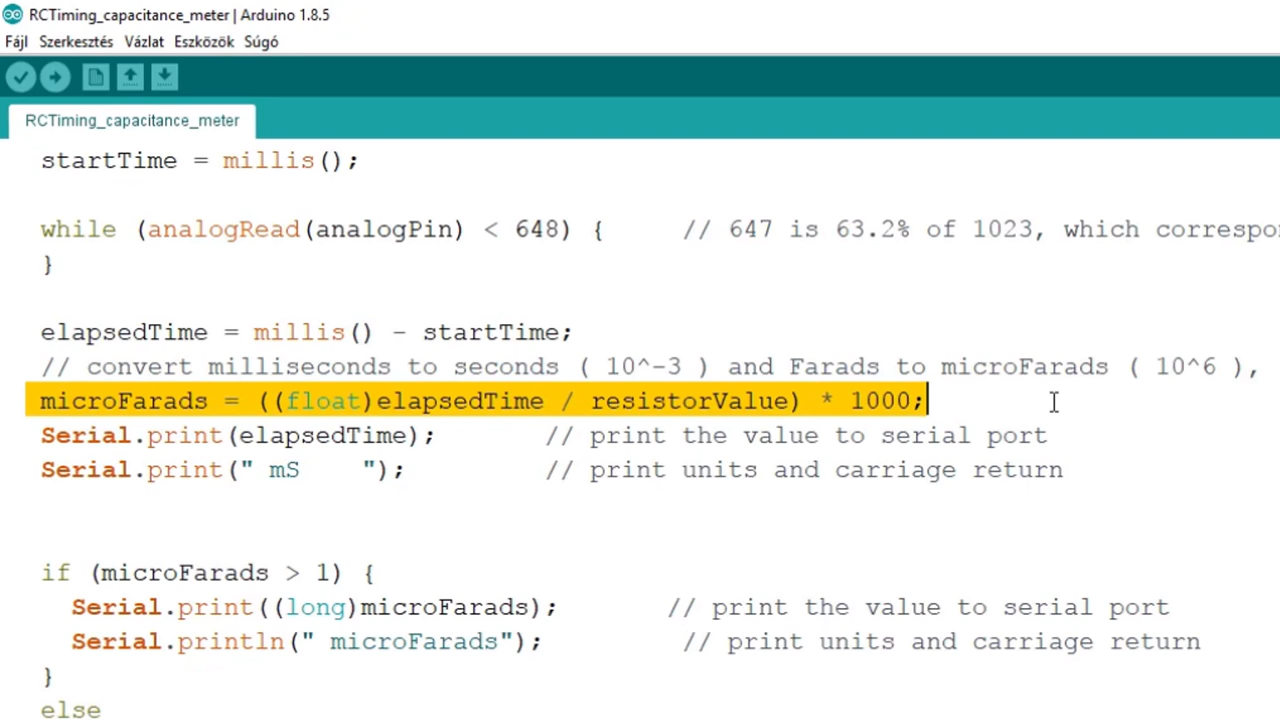 RCTiming_capacitance_meter | Arduino 1.8.5
Fájl Szerkesztés Vázlat Eszközök Súgó
RCTiming_capacitance_meter
startTime = millis();
while (analogRead(analogPin) < 648) { // 647 is 63.2% of 1023, which correspo
}
elapsedTime = millis() - startTime;
// convert milliseconds to seconds ( 10^-3 ) and Farads to microFarads ( 10^6 ),
microFarads = ((float)elapsedTime / resistorValue) * 1000;
Serial.print(elapsedTime); // print the value to serial port
Serial.print(" mS    "); // print units and carriage return
if (microFarads > 1) {
Serial.print((long)microFarads); // print the value to serial port
Serial.println(" microFarads"); // print units and carriage return
}
else